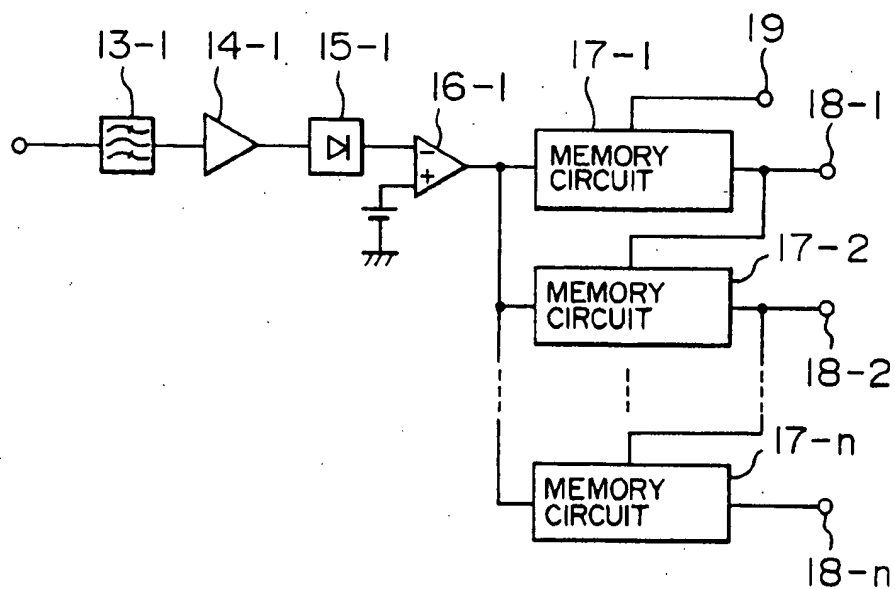 13-1
14-1
15-1
16-1
17-1
19
18-1
MEMORY
CIRCUIT
17-2
MEMORY
CIRCUIT
18-2
17-n
MEMORY
CIRCUIT
18-n